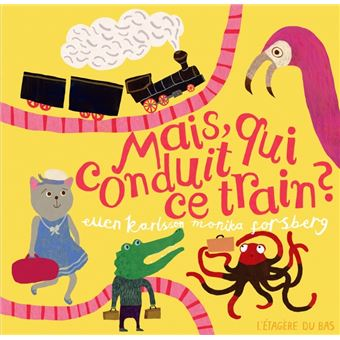 Mais, qui
conduit
ce train?
ellen karlsson monika forsberg
L'ÉTAGÈRE DU BAS